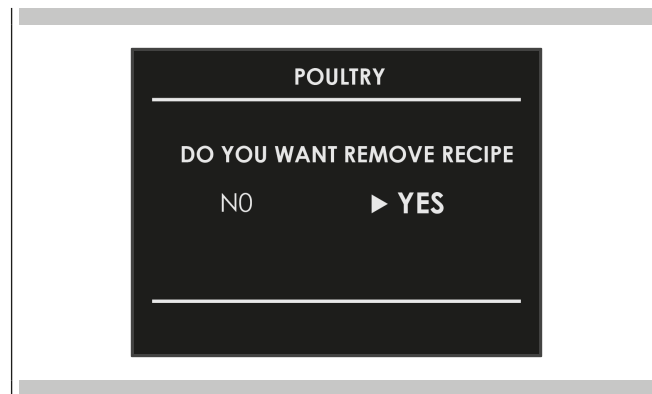 POULTRY
DO YOU WANT REMOVE RECIPE
N0 ▶ YES